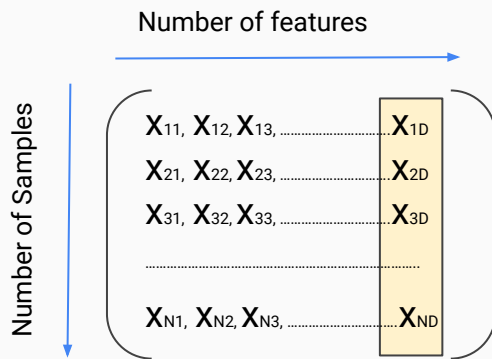 Number of features
Number of Samples
X11, X12, X13, ..............................X1D
X21, X22, X23, ..............................X2D
X31, X32, X33, ..............................X3D
......................................................................
XN1, XN2, XN3, ..............................XND